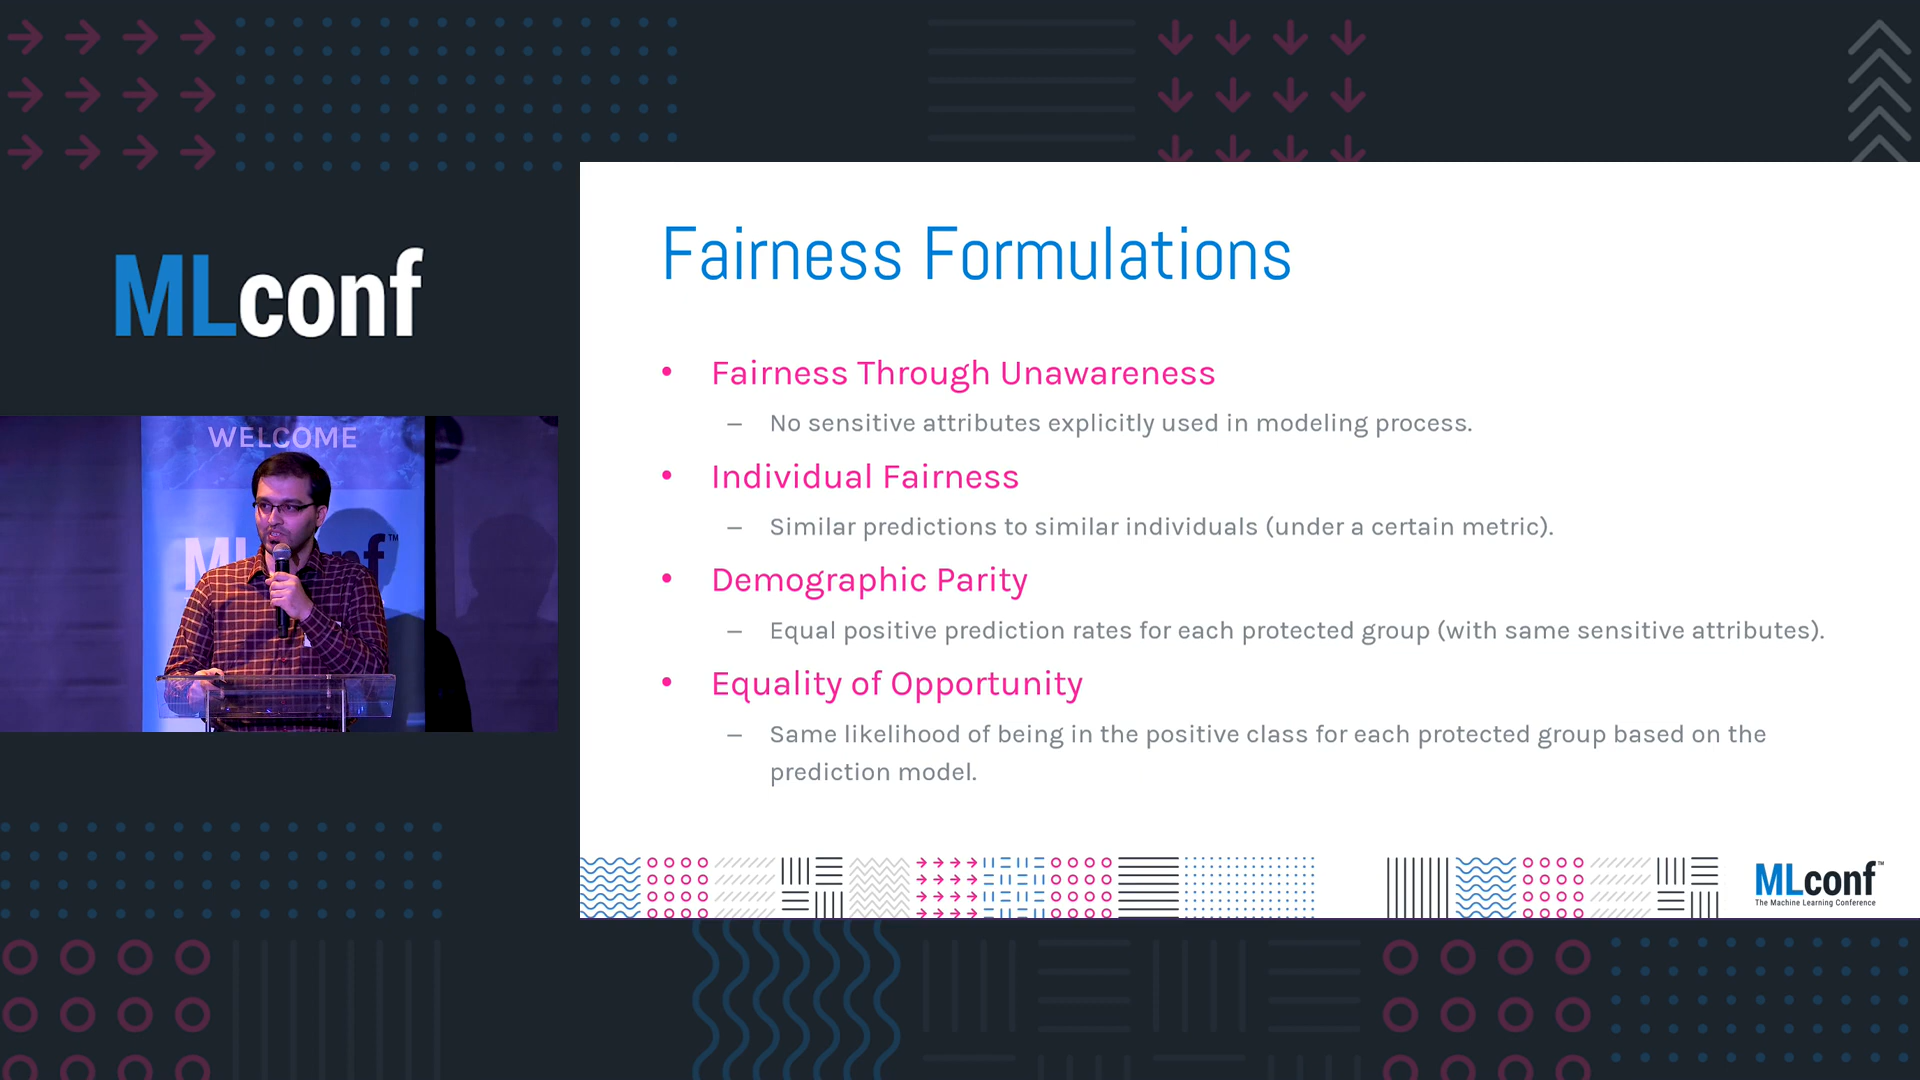 MLconf
WELCOME
Fairness Formulations
• Fairness Through Unawareness
– No sensitive attributes explicitly used in modeling process.
• Individual Fairness
– Similar predictions to similar individuals (under a certain metric).
• Demographic Parity
– Equal positive prediction rates for each protected group (with same sensitive attributes).
• Equality of Opportunity
– Same likelihood of being in the positive class for each protected group based on the
prediction model.
MLconf™
The Machine Learning Conference